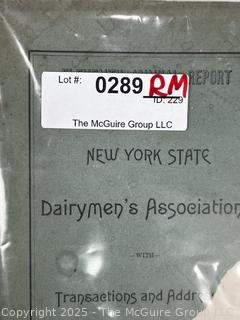 REPORT
Lot #: 0289 RM
ID: 229
The McGuire Group LLC
NEW YORK STATE
Dairymen's Association
—WITH—
Transactions and Addre
© Copyright 2025 - The McGuire Group LLC